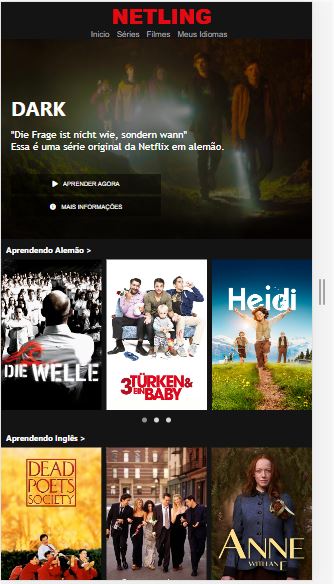 NETLING
Início Séries Filmes Meus Idiomas
DARK
"Die Frage ist nicht wie, sondern wann"
Essa é uma série original da Netflix em alemão.
APRENDER AGORA
MAIS INFORMAÇÕES
Aprendendo Alemão >
DIE WELLE
3 TÜRKEN &
EIN BABY
Heidi
Aprendendo Inglês >
DEAD
POETS
SOCIETY
ANNE
WITH AN E